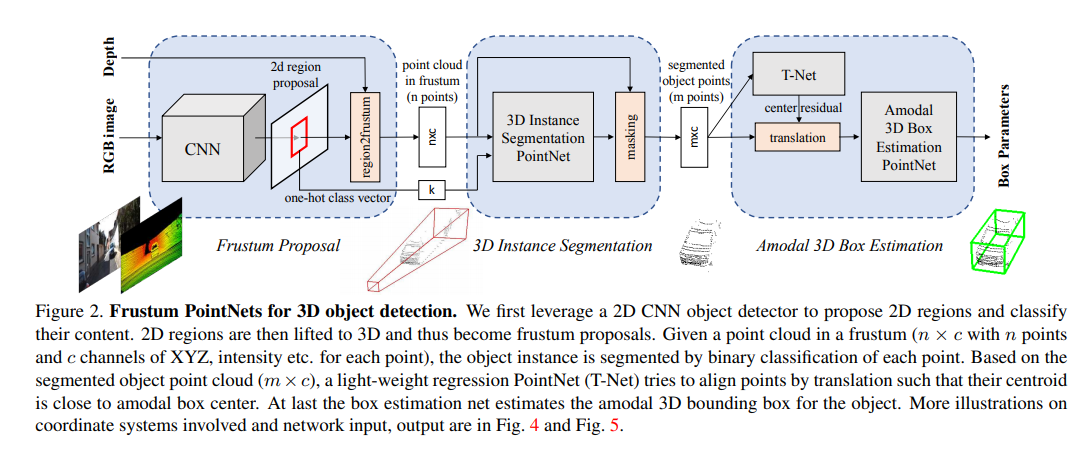 Depth
RGB image
CNN
2d region
proposal
region2frustum
one-hot class vector
point cloud
in frustum
(n points)
nxc
k
3D Instance
Segmentation
PointNet
masking
segmented
object points
(m points)
mxc
T-Net
center residual
translation
Amodal
3D Box
Estimation
PointNet
Box Parameters
Frustum Proposal
3D Instance Segmentation
Amodal 3D Box Estimation
Figure 2. Frustum PointNets for 3D object detection. We first leverage a 2D CNN object detector to propose 2D regions and classify
their content. 2D regions are then lifted to 3D and thus become frustum proposals. Given a point cloud in a frustum (n × c with n points
and c channels of XYZ, intensity etc. for each point), the object instance is segmented by binary classification of each point. Based on the
segmented object point cloud (m × c), a light-weight regression PointNet (T-Net) tries to align points by translation such that their centroid
is close to amodal box center. At last the box estimation net estimates the amodal 3D bounding box for the object. More illustrations on
coordinate systems involved and network input, output are in Fig. 4 and Fig. 5.